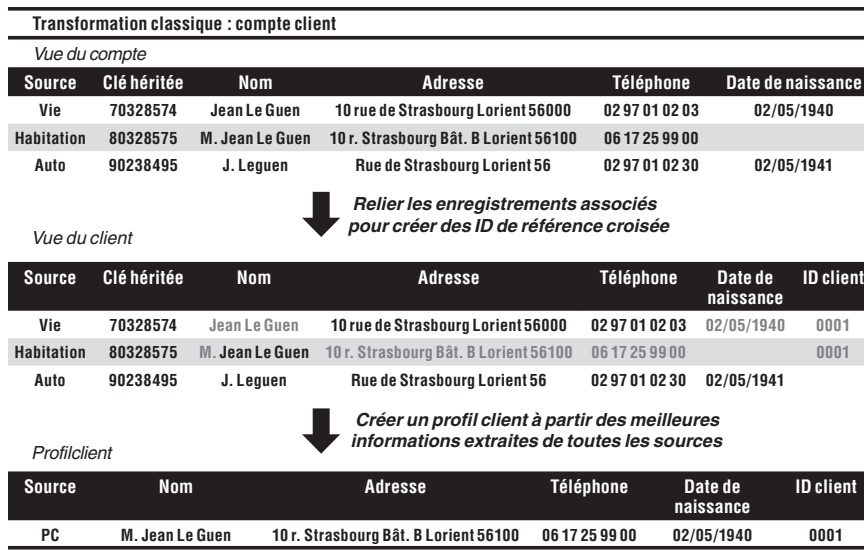 Transformation classique : compte client
Vue du compte
Source Clé héritée Nom Adresse Téléphone Date de naissance
Vie 70328574 Jean Le Guen 10 rue de Strasbourg Lorient 56000 02 97 01 02 03 02/05/1940
Habitation 80328575 M. Jean Le Guen 10 r. Strasbourg Bât. B Lorient 56100 06 17 25 99 00
Auto 90238495 J. Leguen Rue de Strasbourg Lorient 56 02 97 01 02 30 02/05/1941
Relier les enregistrements associés
pour créer des ID de référence croisée
Vue du client
Source Clé héritée Nom Adresse Téléphone Date de naissance ID client
Vie 70328574 Jean Le Guen 10 rue de Strasbourg Lorient 56000 02 97 01 02 03 02/05/1940 0001
Habitation 80328575 M. Jean Le Guen 10 r. Strasbourg Bât. B Lorient 56100 06 17 25 99 00 0001
Auto 90238495 J. Leguen Rue de Strasbourg Lorient 56 02 97 01 02 30 02/05/1941
Créer un profil client à partir des meilleures
informations extraites de toutes les sources
Profilclient
Source Nom Adresse Téléphone Date de naissance ID client
PC M. Jean Le Guen 10 r. Strasbourg Bât. B Lorient 56100 06 17 25 99 00 02/05/1940 0001